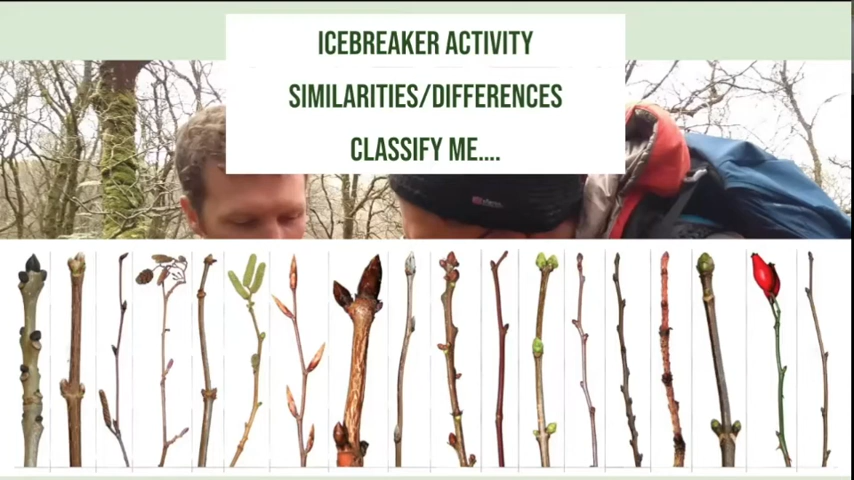 ICEBREAKER ACTIVITY
SIMILARITIES/DIFFERENCES
CLASSIFY ME....